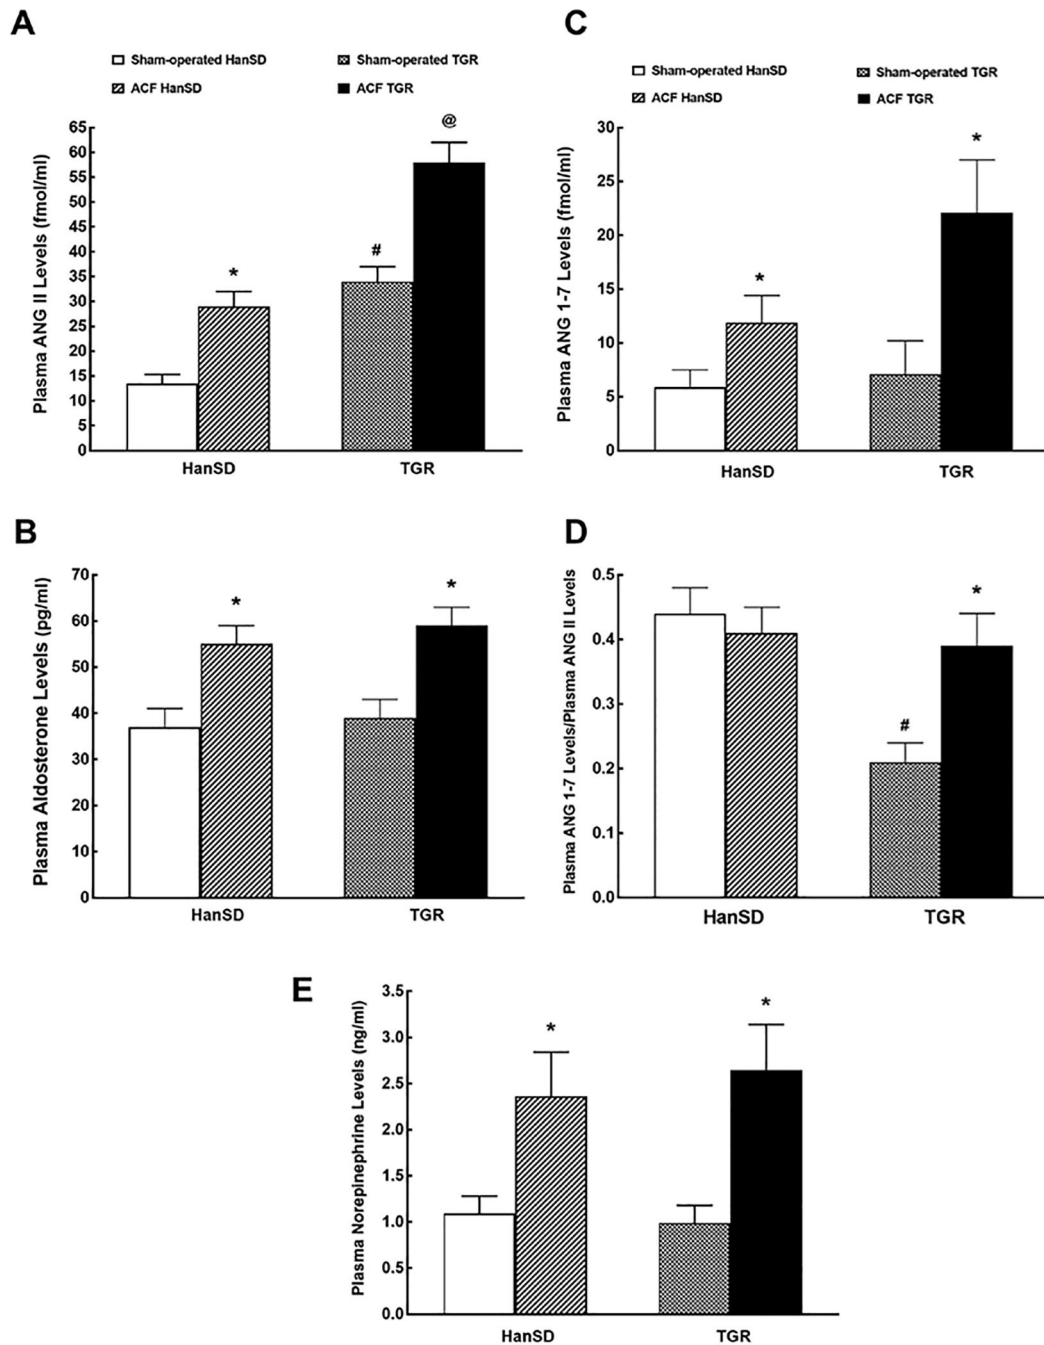 A
Sham-operated HanSD
Sham-operated TGR
ACF HanSD
ACF TGR
Plasma ANG II Levels (fmol/ml)
65
60
55
50
45
40
35
30
25
20
15
10
5
0
*
#
@
HanSD
TGR
C
Sham-operated HanSD
Sham-operated TGR
ACF HanSD
ACF TGR
Plasma ANG 1-7 Levels (fmol/ml)
30
25
20
15
10
5
0
*
*
HanSD
TGR
B
Plasma Aldosterone Levels (pg/ml)
70
60
50
40
30
20
10
0
*
*
HanSD
TGR
D
Plasma ANG 1-7 Levels/Plasma ANG II Levels
0.5
0.4
0.3
0.2
0.1
0.0
#
*
HanSD
TGR
E
Plasma Norepinephrine Levels (ng/ml)
3.5
3.0
2.5
2.0
1.5
1.0
0.5
0.0
*
*
HanSD
TGR